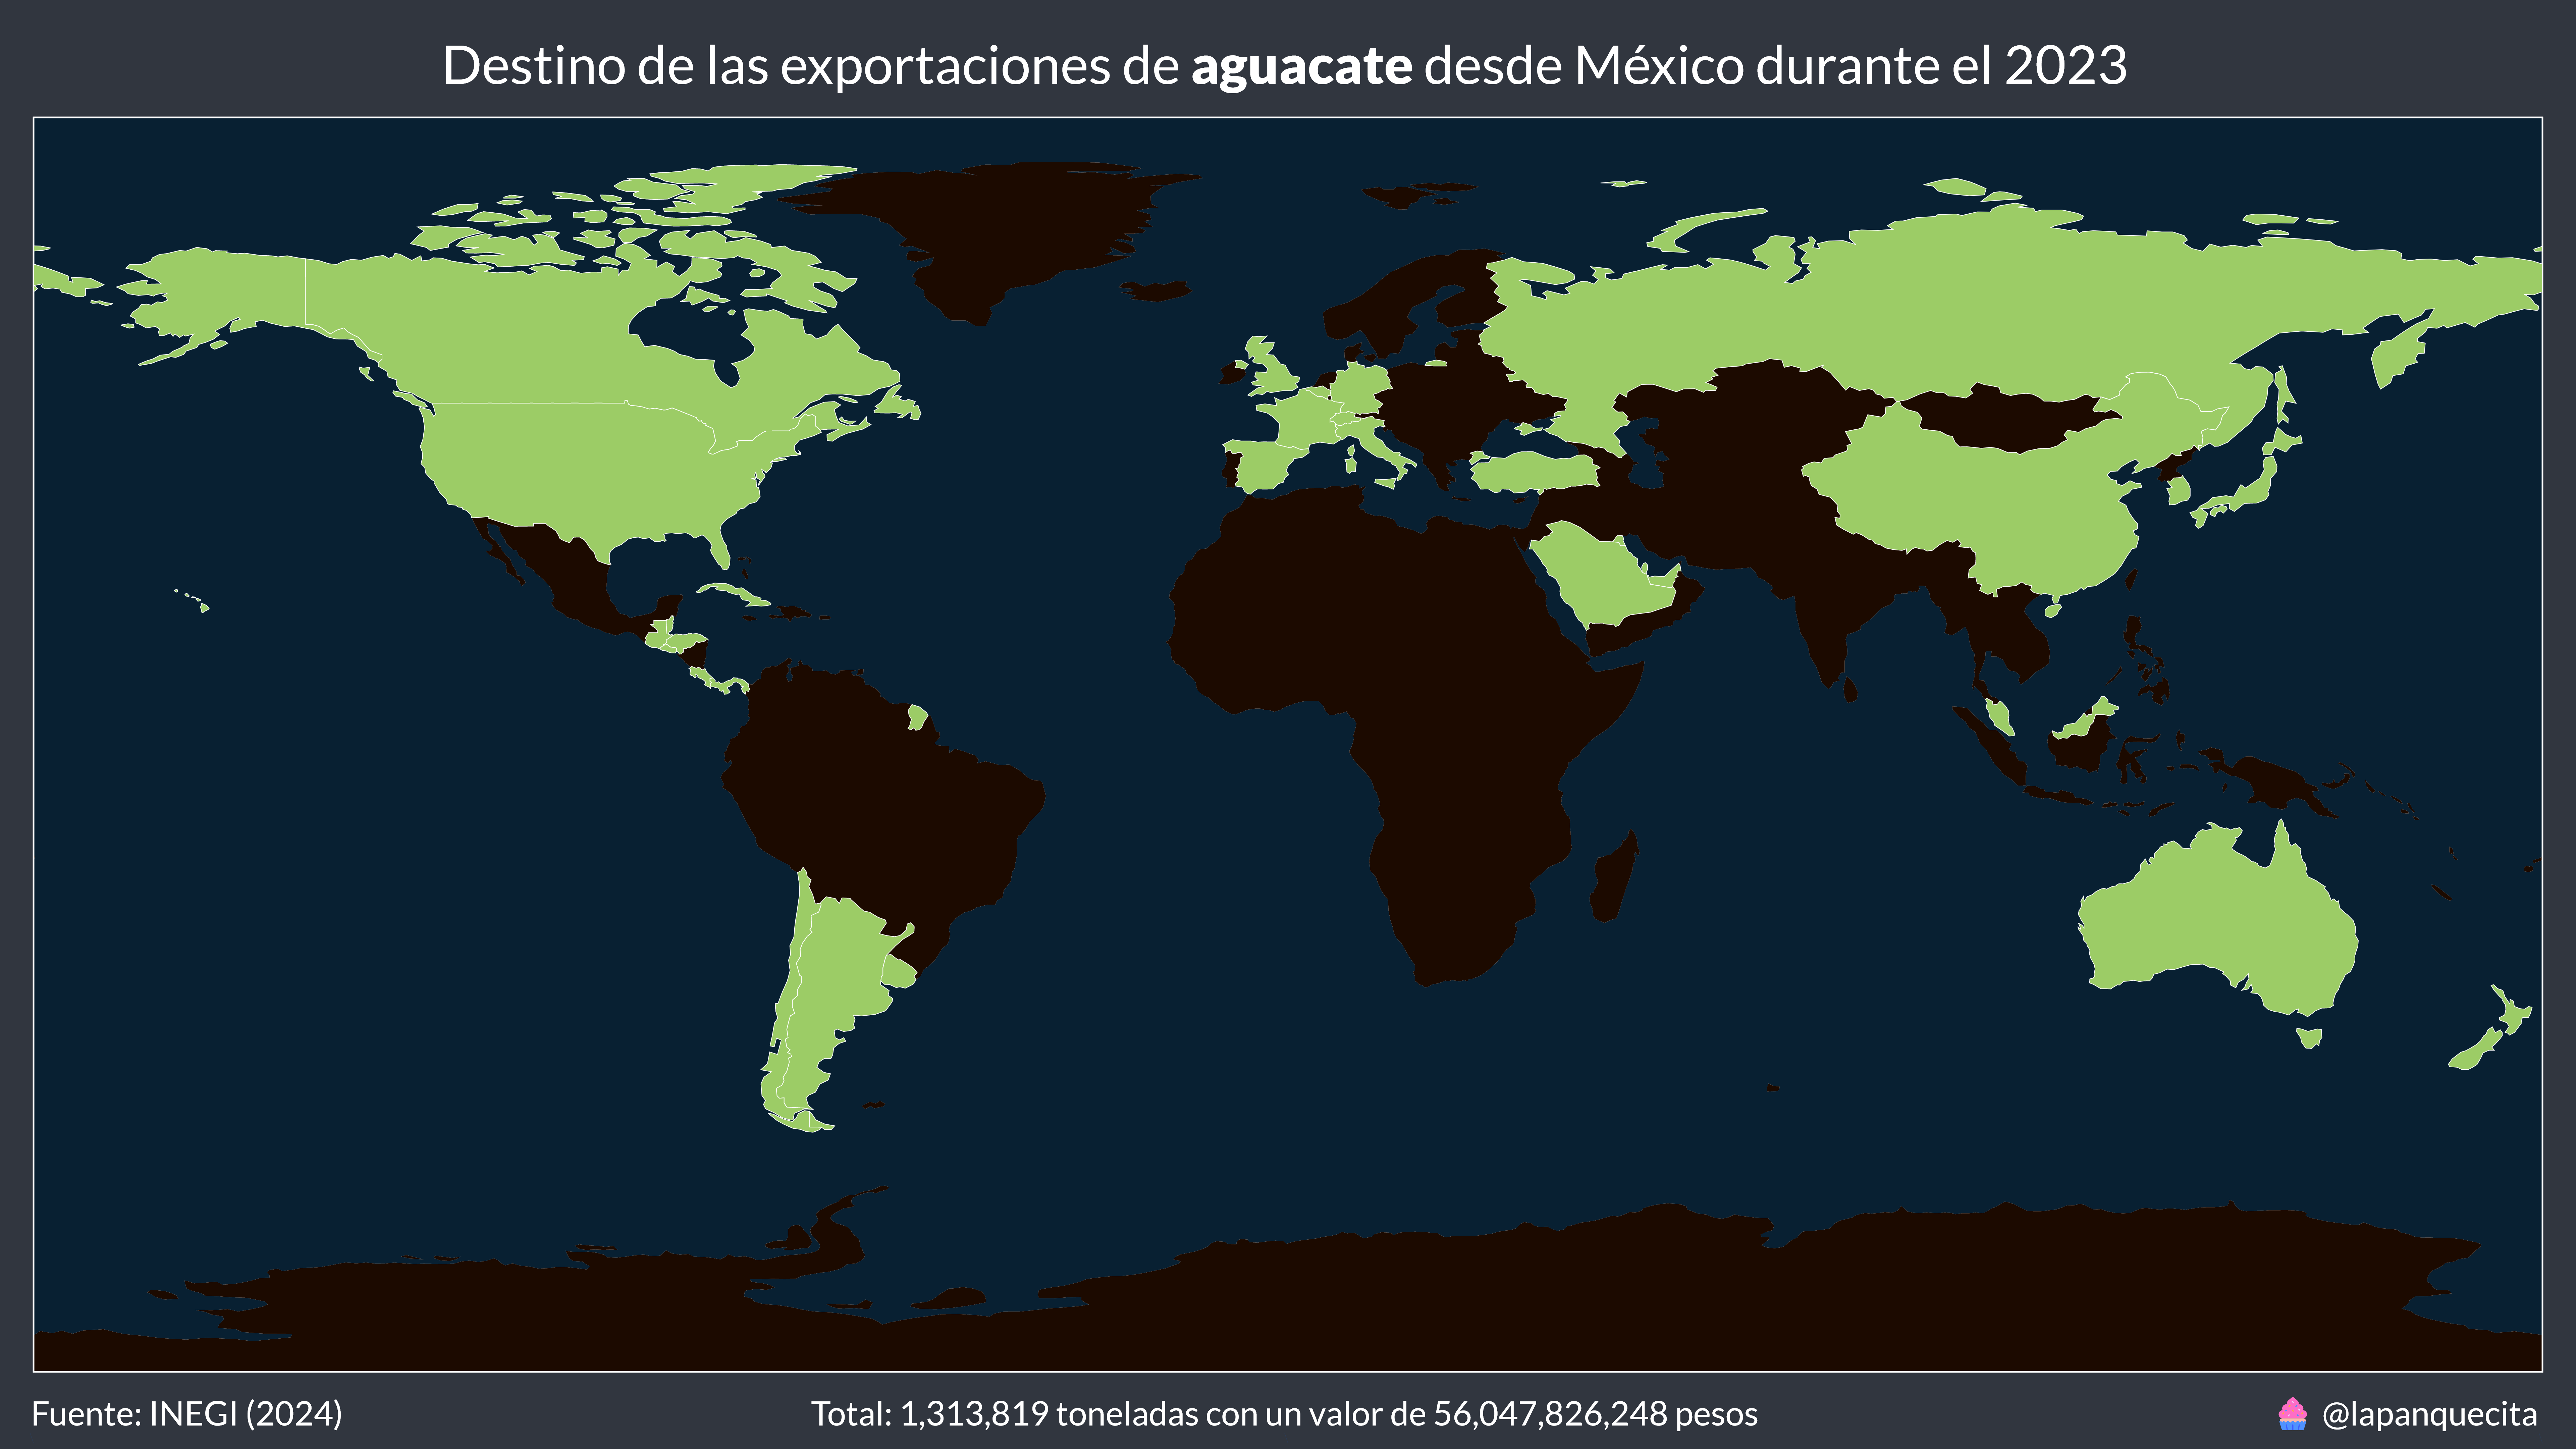 Destino de las exportaciones de aguacate desde México durante el 2023
Fuente: INEGI (2024)
Total: 1,313,819 toneladas con un valor de 56,047,826,248 pesos
@lapanquecita